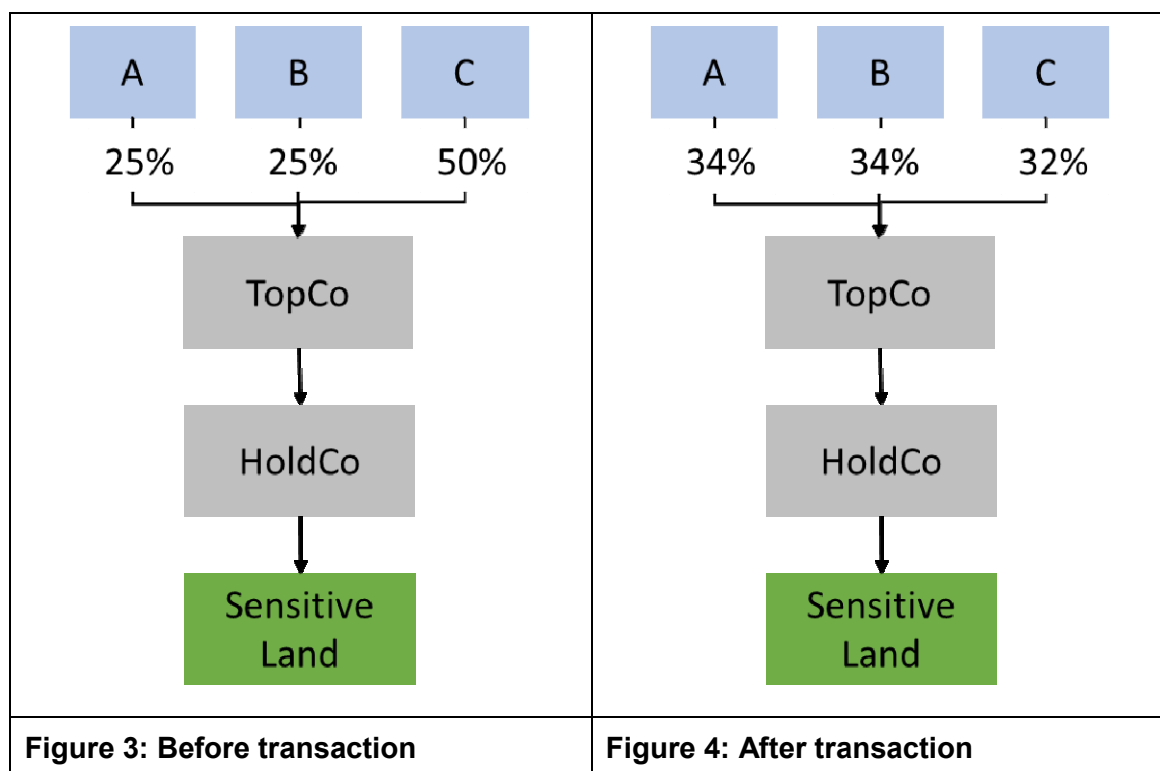 A B C
25% 25% 50%
TopCo
HoldCo
Sensitive
Land
Figure 3: Before transaction
A B C
34% 34% 32%
TopCo
HoldCo
Sensitive
Land
Figure 4: After transaction